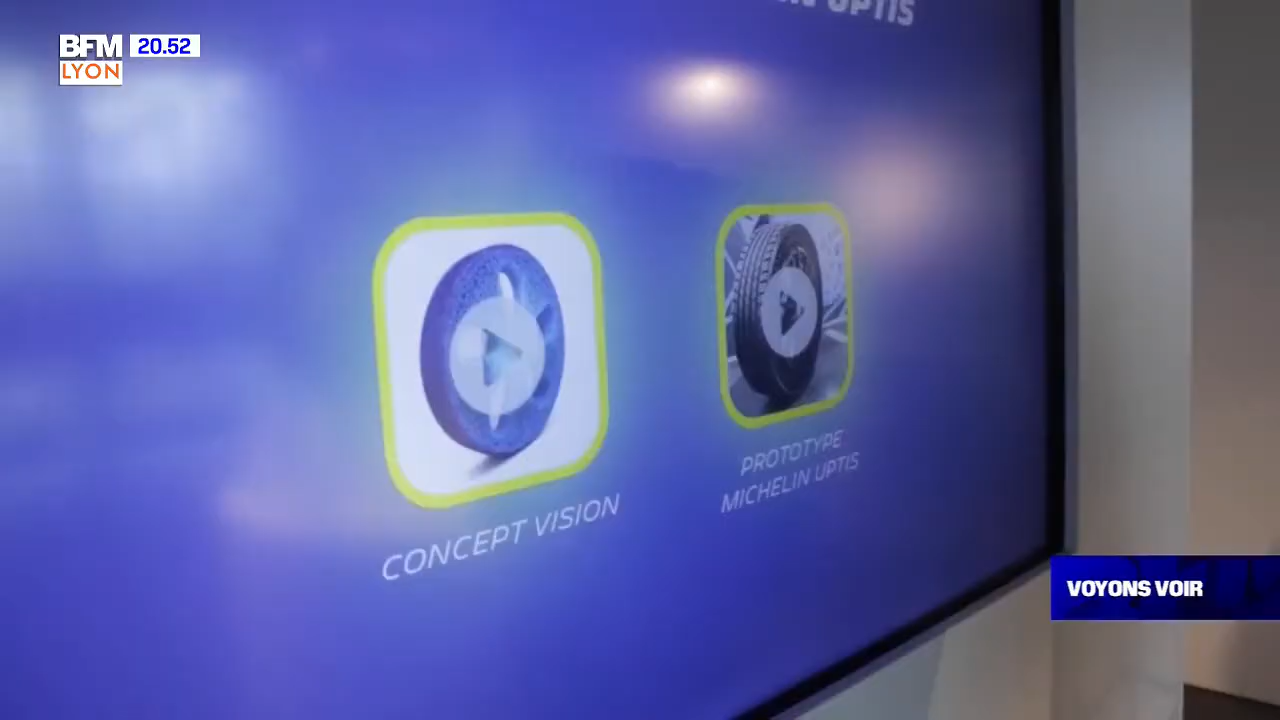 BFM 20.52
LYON
UPTIS
CONCEPT VISION
PROTOTYPE
MICHELIN UPTIS
VOYONS VOIR